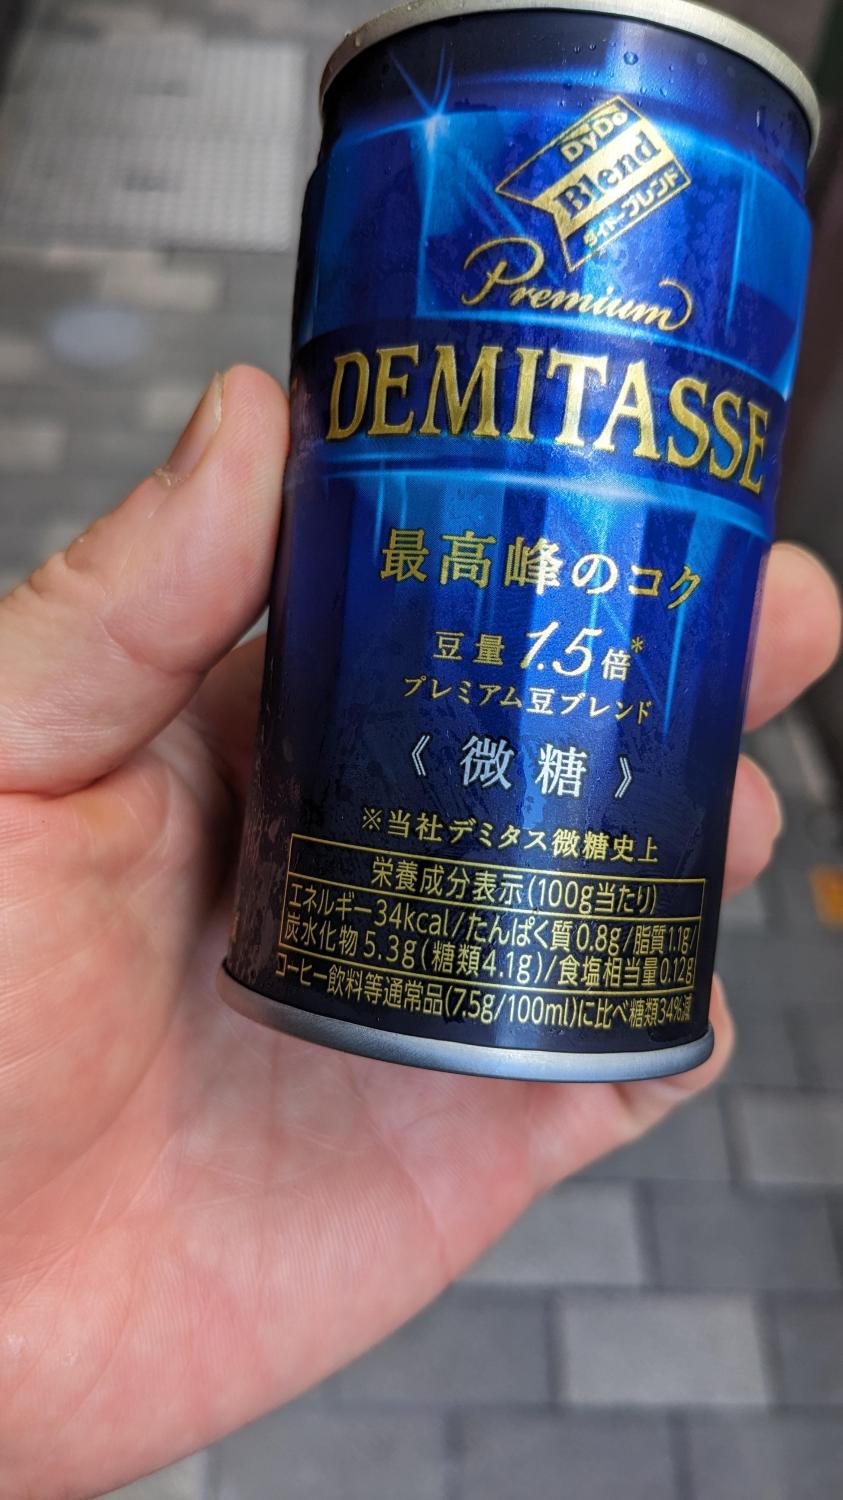 DyDo
Blend
ダイドーブレンド
Premium
DEMITASSE
最高峰のコク
豆量1.5倍*
プレミアム豆ブレンド
《微糖》
※当社デミタス微糖史上
栄養成分表示(100g当たり)
エネルギー34kcal/たんぱく質0.8g/脂質1.1g/
炭水化物5.3g(糖類4.1g)/食塩相当量0.12g
コーヒー飲料等通常品(7.5g/100ml)に比べ糖類34%減